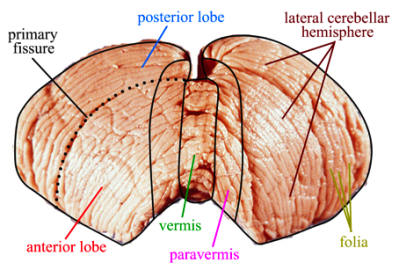 posterior lobe
lateral cerebellar
hemisphere
primary
fissure
anterior lobe
vermis
paravermis
folia